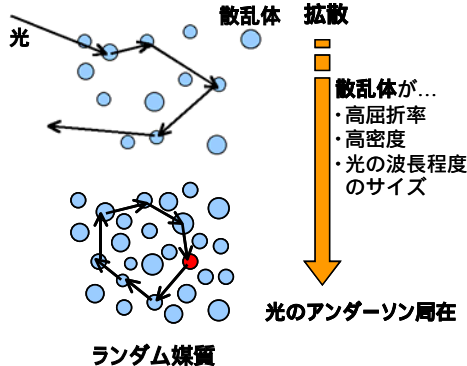 光
散乱体
拡散
散乱体が…
・高屈折率
・高密度
・光の波長程度
のサイズ
光のアンダーソン局在
ランダム媒質